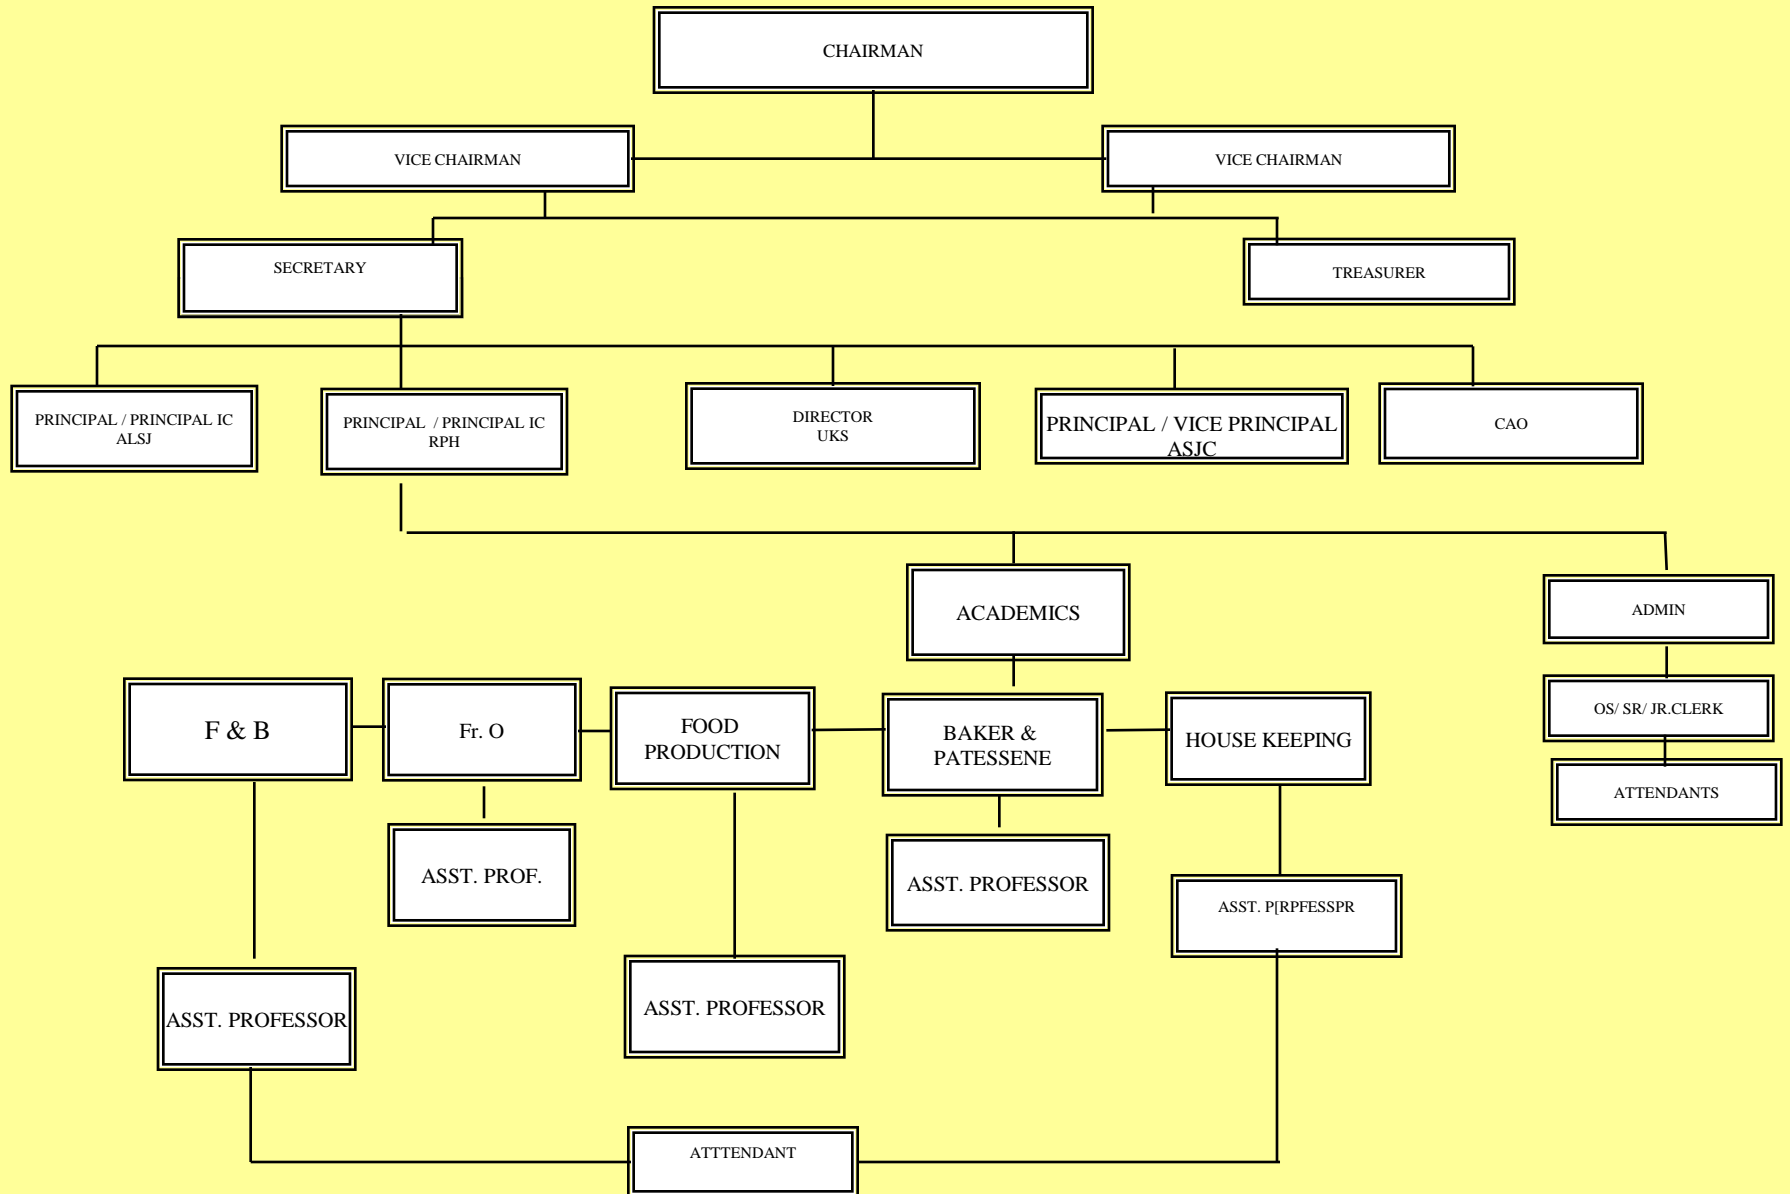 CHAIRMAN
VICE CHAIRMAN
VICE CHAIRMAN
SECRETARY
TREASURER
PRINCIPAL / PRINCIPAL IC
ALSJ
PRINCIPAL / PRINCIPAL IC
RPH
DIRECTOR
UKS
PRINCIPAL / VICE PRINCIPAL
ASJC
CAO
ACADEMICS
ADMIN
F & B
Fr. O
FOOD
PRODUCTION
BAKER &
PATESSENE
HOUSE KEEPING
OS/ SR/ JR.CLERK
ATTENDANTS
ASST. PROF.
ASST. PROFESSOR
ASST. P[RPFESSPR
ASST. PROFESSOR
ASST. PROFESSOR
ATTTENDANT